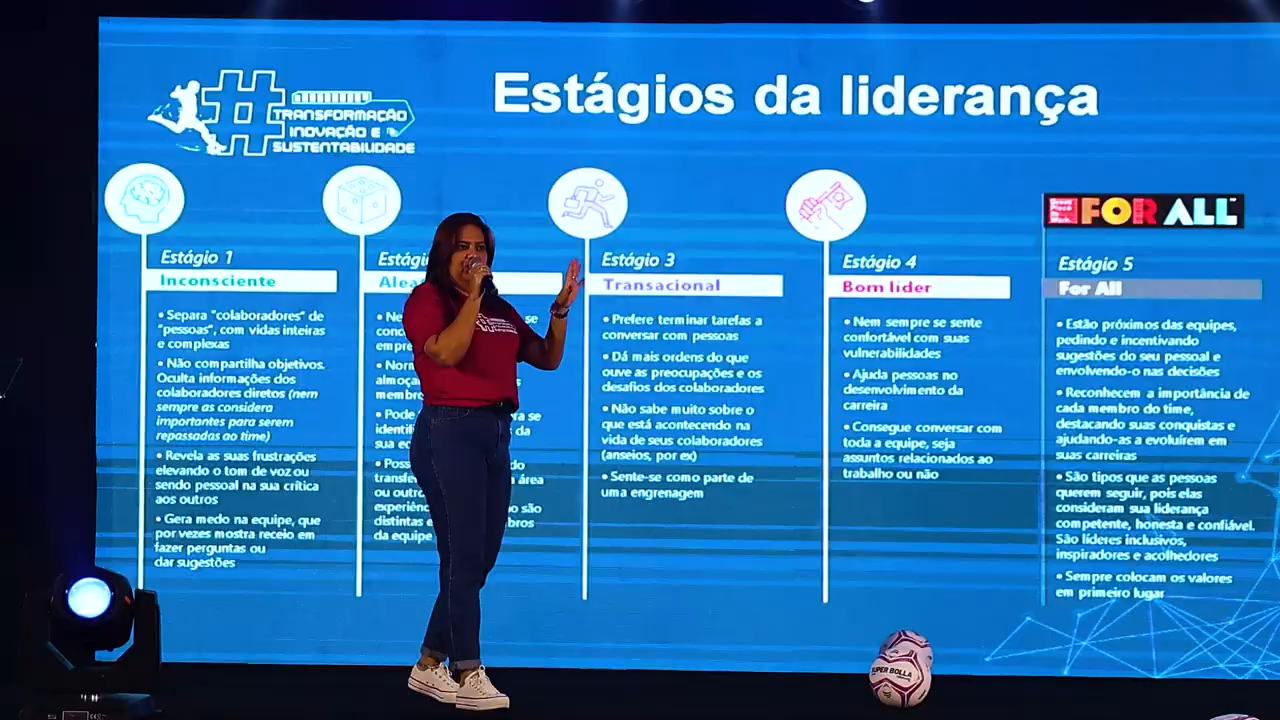 Estágios da liderança
#
TRANSFORMAÇÃO
INOVAÇÃO E
SUSTENTABILIDADE
Estágio 1
Inconsciente
• Separa "colaboradores" de
"pessoas", com vidas inteiras
e complexas
• Não compartilha objetivos.
Oculta informações dos
colaboradores diretos (nem
sempre as considera
importantes para serem
repassadas ao time)
• Revela as suas frustrações
elevando o tom de voz ou
sendo pessoal na sua crítica
aos outros
• Gera medo na equipe, que
por vezes mostra receio em
fazer perguntas ou
dar sugestões
Estágio 3
Transacional
• Prefere terminar tarefas a
conversar com pessoas
• Dá mais ordens do que
ouve as preocupações e os
desafios dos colaboradores
• Não sabe muito sobre o
que está acontecendo na
vida de seus colaboradores
(anseios, por ex)
• Sente-se como parte de
uma engrenagem
Estágio 4
Bom líder
• Nem sempre se sente
confortável com suas
vulnerabilidades
• Ajuda pessoas no
desenvolvimento da
carreira
• Consegue conversar com
toda a equipe, seja
assuntos relacionados ao
trabalho ou não
Great
Place
To
Work
FOR ALL™
Estágio 5
For All
• Estão próximos das equipes,
pedindo e incentivando
sugestões do seu pessoal e
envolvendo-o nas decisões
• Reconhecem a importância de
cada membro do time,
destacando suas conquistas e
ajudando-as a evoluírem em
suas carreiras
• São tipos que as pessoas
querem seguir, pois elas
consideram sua liderança
competente, honesta e confiável.
São líderes inclusivos,
inspiradores e acolhedores
• Sempre colocam os valores
em primeiro lugar
SUPER BOLLA